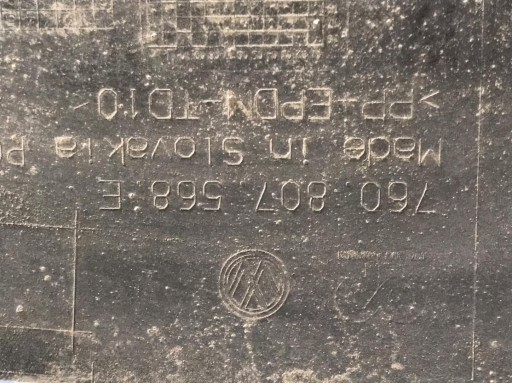 760 807 568 E
Made in Slovakia
>PP+EPDM-TD10<